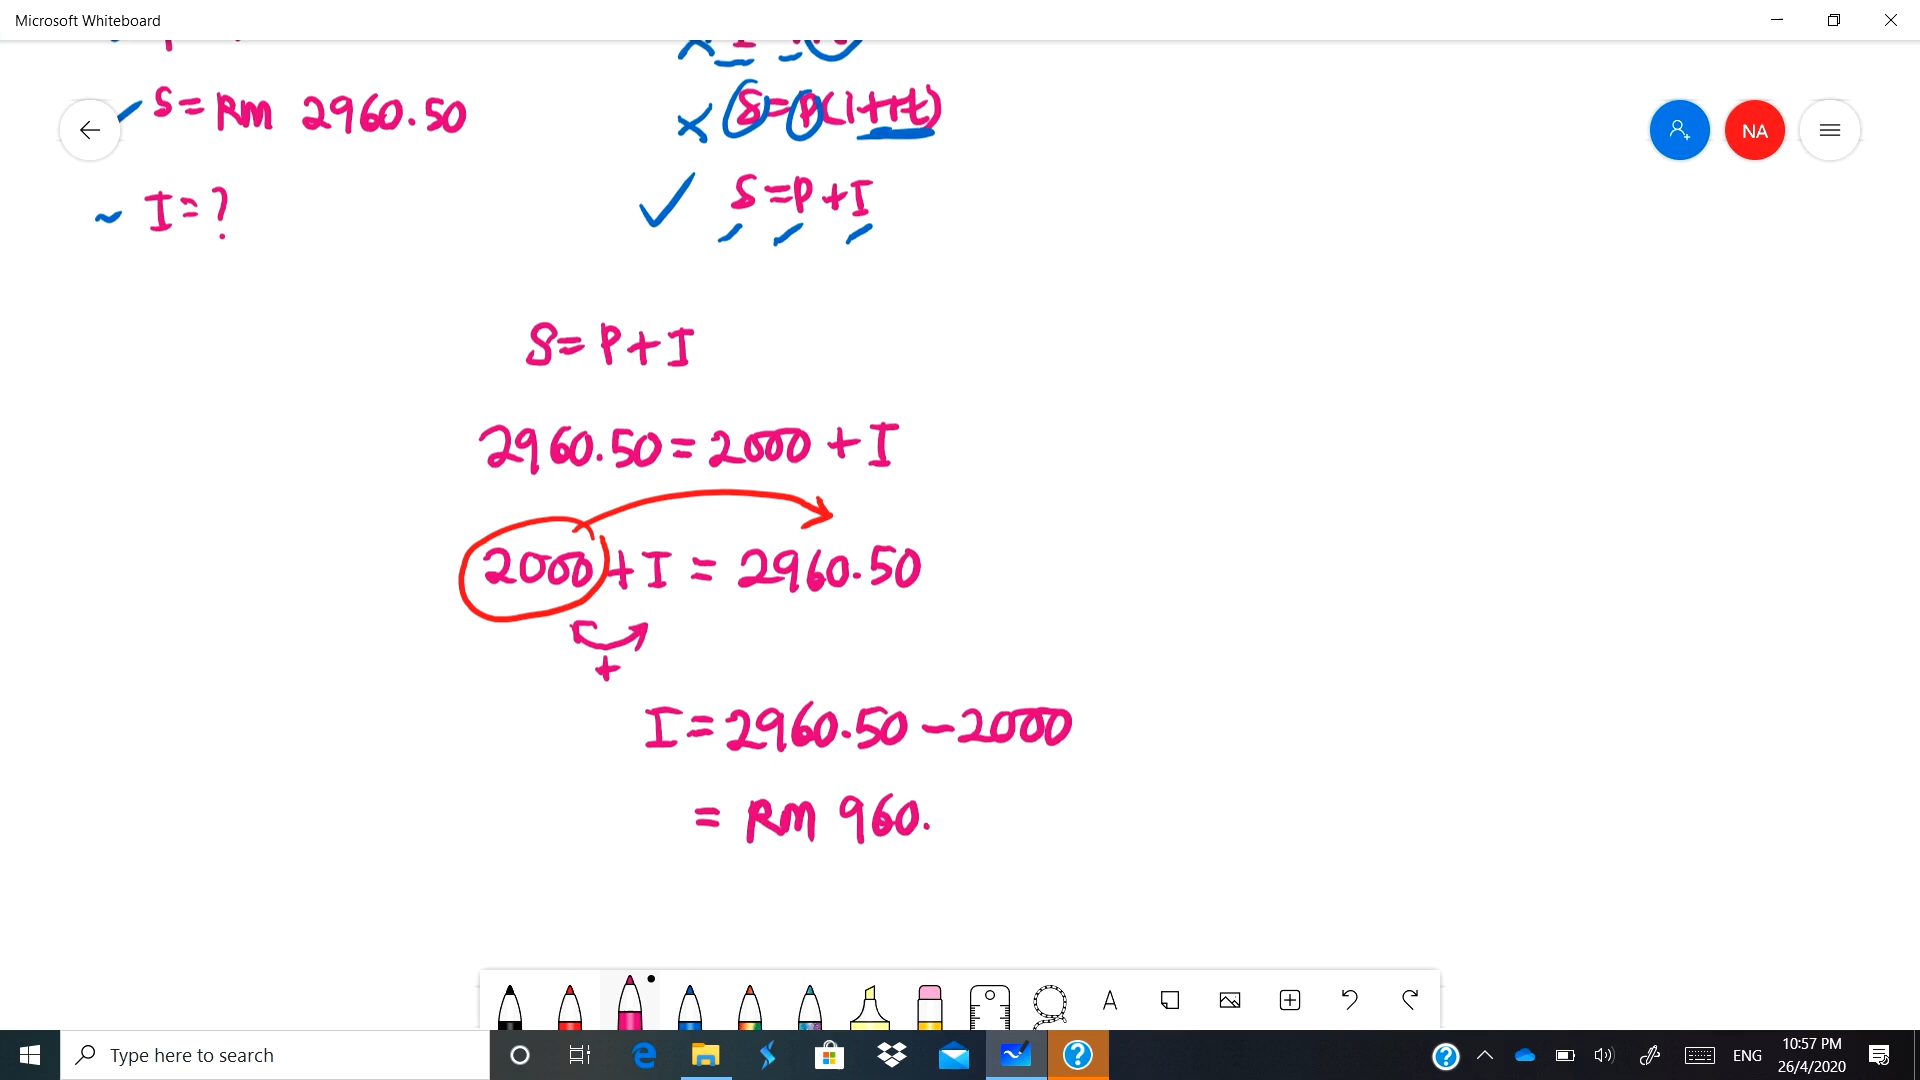 Microsoft Whiteboard
S = RM 2960.50
S = P(1+rt)
NA
I = ?
S = P + I
S = P + I
2960.50 = 2000 + I
2000 + I = 2960.50
+
I = 2960.50 - 2000
= RM 960.
Type here to search
ENG
10:57 PM
26/4/2020